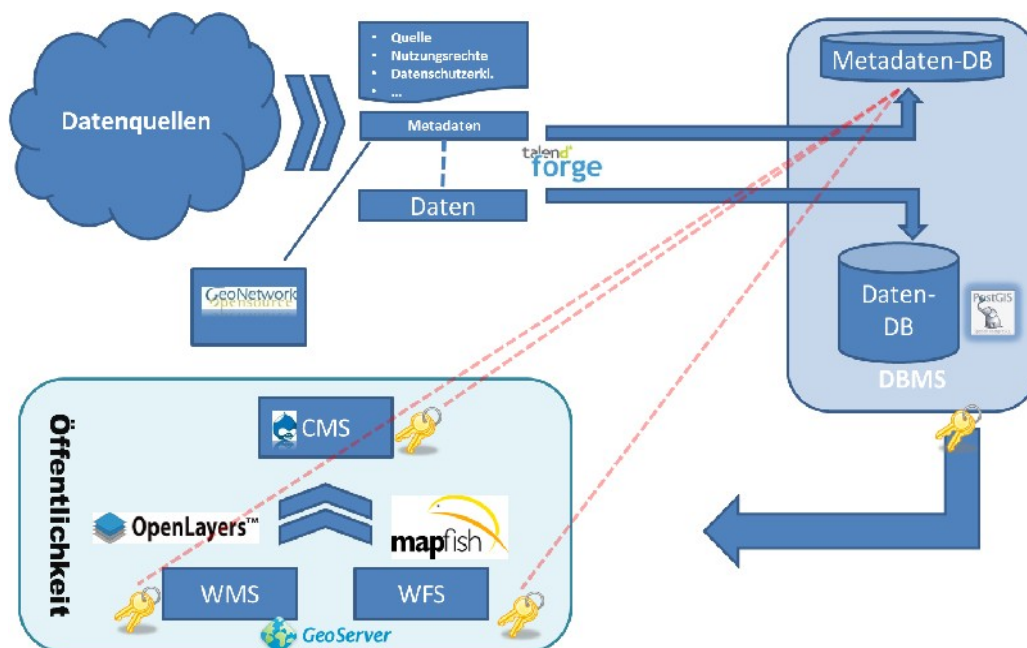 Datenquellen
• Quelle
• Nutzungsrechte
• Datenschutzerkl.
• ...
Metadaten
Daten
talend
forge
Metadaten-DB
Daten-
DB
PostGIS
DBMS
GeoNetwork
opensource
Öffentlichkeit
CMS
OpenLayers™
mapfish
WMS
WFS
GeoServer